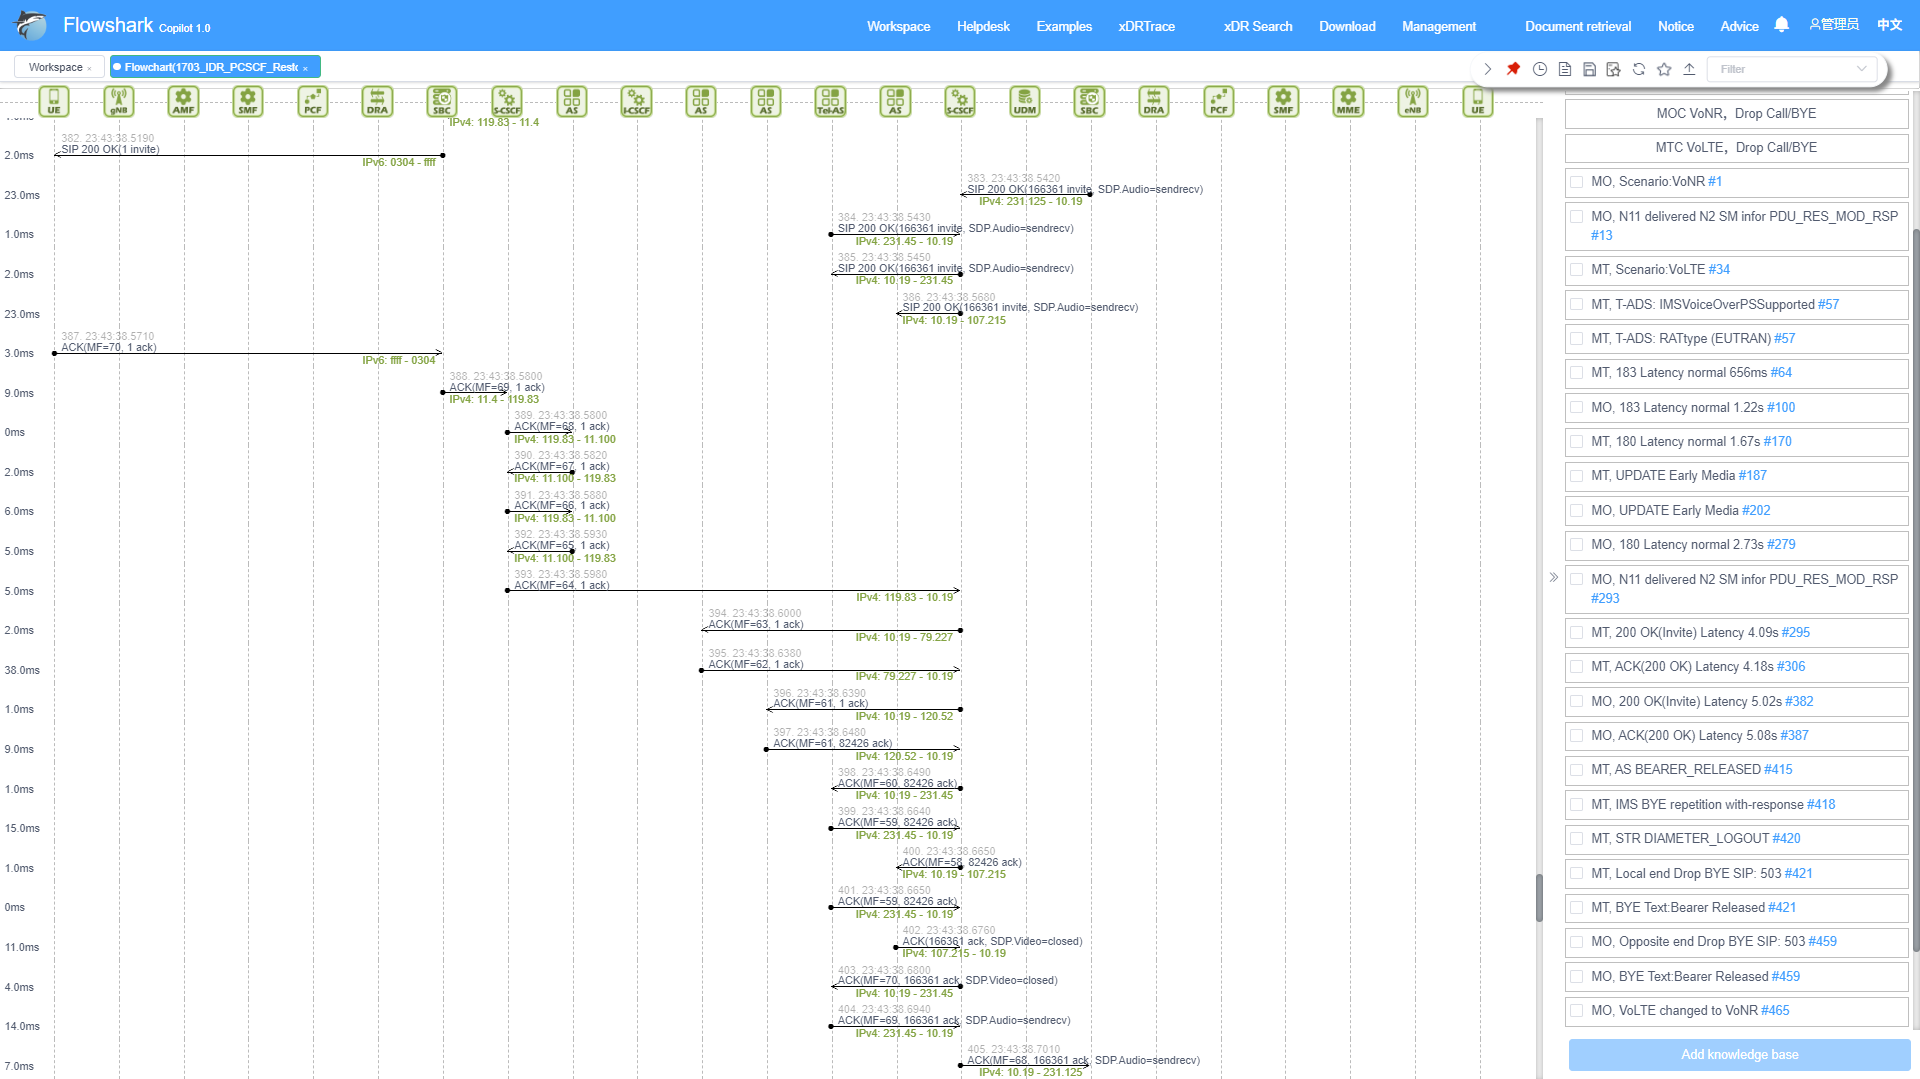 Flowshark Copilot 1.0
Workspace Helpdesk Examples xDRTrace xDR Search Download Management Document retrieval Notice Advice 管理员 中文
Workspace × Flowchart(1703_IDR_PCSCF_Resto ×
Filter
UE gNB AMF SMF PCF DRA SBC S-CSCF AS I-CSCF AS AS Tel-AS AS S-CSCF UDM SBC DRA PCF SMF MME eNB UE
IPv4: 119.83 - 11.4
382. 23:43:38.5190
2.0ms SIP 200 OK(1 invite)
IPv6: 0304 - ffff
383. 23:43:38.5420
23.0ms SIP 200 OK(166361 invite, SDP.Audio=sendrecv)
IPv4: 231.125 - 10.19
384. 23:43:38.5430
1.0ms SIP 200 OK(166361 invite, SDP.Audio=sendrecv)
IPv4: 231.45 - 10.19
385. 23:43:38.5450
2.0ms SIP 200 OK(166361 invite, SDP.Audio=sendrecv)
IPv4: 10.19 - 231.45
386. 23:43:38.5680
23.0ms SIP 200 OK(166361 invite, SDP.Audio=sendrecv)
IPv4: 10.19 - 107.215
387. 23:43:38.5710
3.0ms ACK(MF=70, 1 ack)
IPv6: ffff - 0304
388. 23:43:38.5800
9.0ms ACK(MF=69, 1 ack)
IPv4: 11.4 - 119.83
389. 23:43:38.5800
0ms ACK(MF=68, 1 ack)
IPv4: 119.83 - 11.100
390. 23:43:38.5820
2.0ms ACK(MF=67, 1 ack)
IPv4: 11.100 - 119.83
391. 23:43:38.5880
6.0ms ACK(MF=66, 1 ack)
IPv4: 119.83 - 11.100
392. 23:43:38.5930
5.0ms ACK(MF=65, 1 ack)
IPv4: 11.100 - 119.83
393. 23:43:38.5980
5.0ms ACK(MF=64, 1 ack)
IPv4: 119.83 - 10.19
394. 23:43:38.6000
2.0ms ACK(MF=63, 1 ack)
IPv4: 10.19 - 79.227
395. 23:43:38.6380
38.0ms ACK(MF=62, 1 ack)
IPv4: 79.227 - 10.19
396. 23:43:38.6390
1.0ms ACK(MF=61, 1 ack)
IPv4: 10.19 - 120.52
397. 23:43:38.6480
9.0ms ACK(MF=61, 82426 ack)
IPv4: 120.52 - 10.19
398. 23:43:38.6490
1.0ms ACK(MF=60, 82426 ack)
IPv4: 10.19 - 231.45
399. 23:43:38.6640
15.0ms ACK(MF=59, 82426 ack)
IPv4: 231.45 - 10.19
400. 23:43:38.6650
1.0ms ACK(MF=58, 82426 ack)
IPv4: 10.19 - 107.215
401. 23:43:38.6650
0ms ACK(MF=59, 82426 ack)
IPv4: 231.45 - 10.19
402. 23:43:38.6760
11.0ms ACK(166361 ack, SDP.Video=closed)
IPv4: 107.215 - 10.19
403. 23:43:38.6800
4.0ms ACK(MF=70, 166361 ack, SDP.Video=closed)
IPv4: 10.19 - 231.45
404. 23:43:38.6940
14.0ms ACK(MF=69, 166361 ack, SDP.Audio=sendrecv)
IPv4: 231.45 - 10.19
405. 23:43:38.7010
7.0ms ACK(MF=68, 166361 ack, SDP.Audio=sendrecv)
IPv4: 10.19 - 231.125
MOC VoNR，Drop Call/BYE
MTC VoLTE，Drop Call/BYE
MO, Scenario:VoNR #1
MO, N11 delivered N2 SM infor PDU_RES_MOD_RSP
#13
MT, Scenario:VoLTE #34
MT, T-ADS: IMSVoiceOverPSSupported #57
MT, T-ADS: RATtype (EUTRAN) #57
MT, 183 Latency normal 656ms #64
MO, 183 Latency normal 1.22s #100
MT, 180 Latency normal 1.67s #170
MT, UPDATE Early Media #187
MO, UPDATE Early Media #202
MO, 180 Latency normal 2.73s #279
MO, N11 delivered N2 SM infor PDU_RES_MOD_RSP
#293
MT, 200 OK(Invite) Latency 4.09s #295
MT, ACK(200 OK) Latency 4.18s #306
MO, 200 OK(Invite) Latency 5.02s #382
MO, ACK(200 OK) Latency 5.08s #387
MT, AS BEARER_RELEASED #415
MT, IMS BYE repetition with-response #418
MT, STR DIAMETER_LOGOUT #420
MT, Local end Drop BYE SIP: 503 #421
MT, BYE Text:Bearer Released #421
MO, Opposite end Drop BYE SIP: 503 #459
MO, BYE Text:Bearer Released #459
MO, VoLTE changed to VoNR #465
Add knowledge base